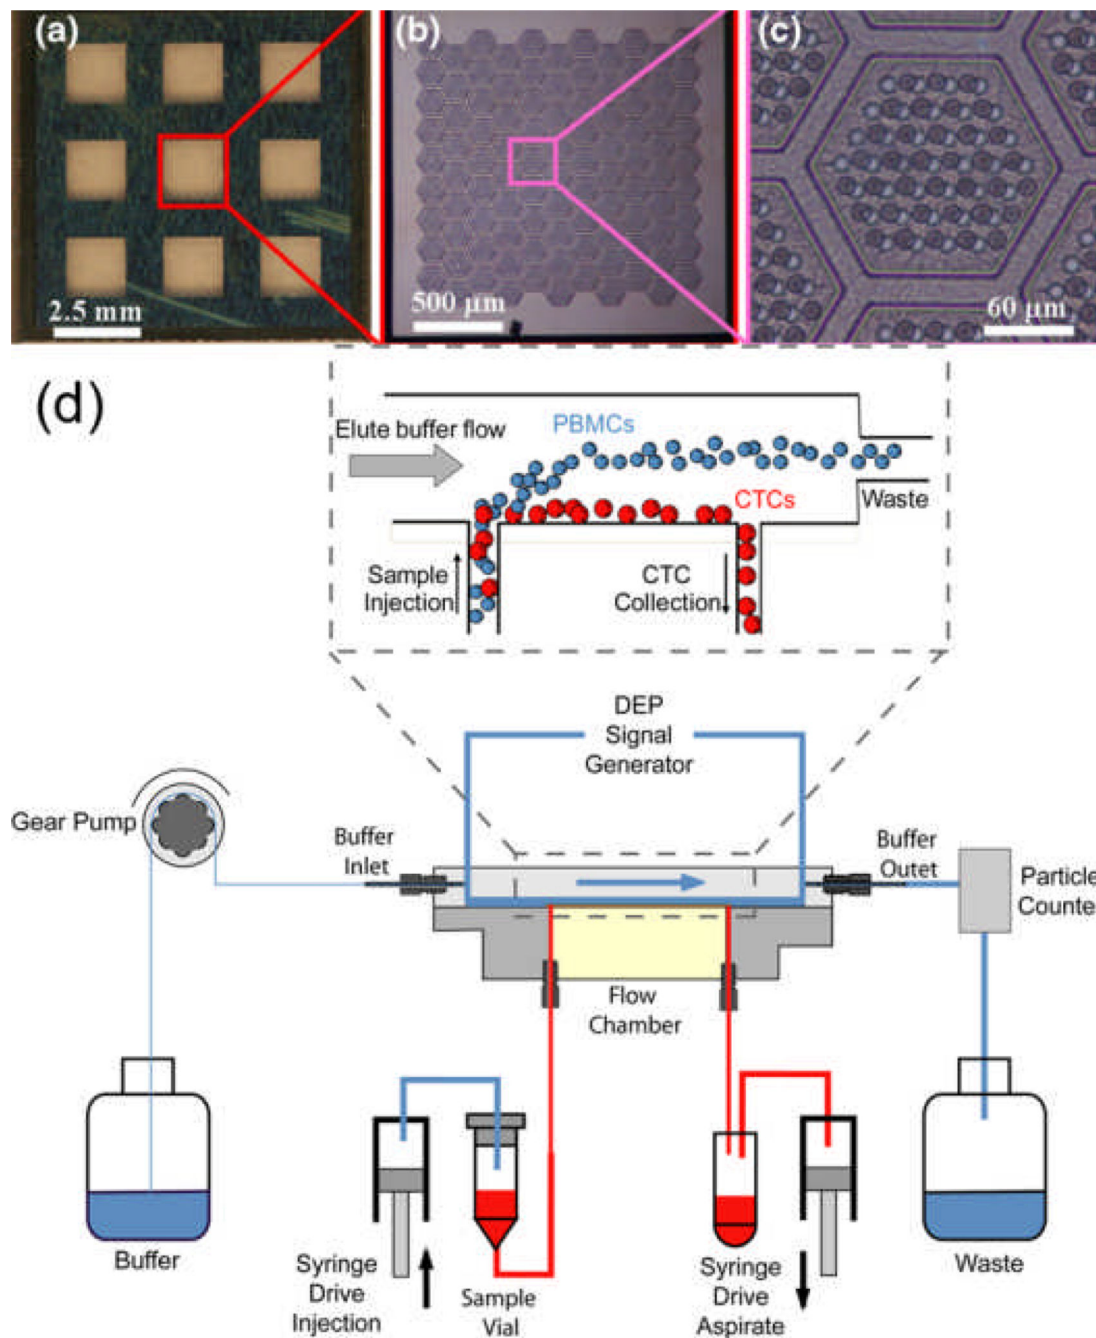 (a)
(b)
(c)
2.5 mm
500 µm
60 µm
(d)
Elute buffer flow
PBMCs
CTCs
Waste
Sample
Injection
CTC
Collection
DEP
Signal
Generator
Gear Pump
Buffer
Inlet
Buffer
Outet
Particle
Counte
Flow
Chamber
Buffer
Syringe
Drive
Injection
Sample
Vial
Syringe
Drive
Aspirate
Waste